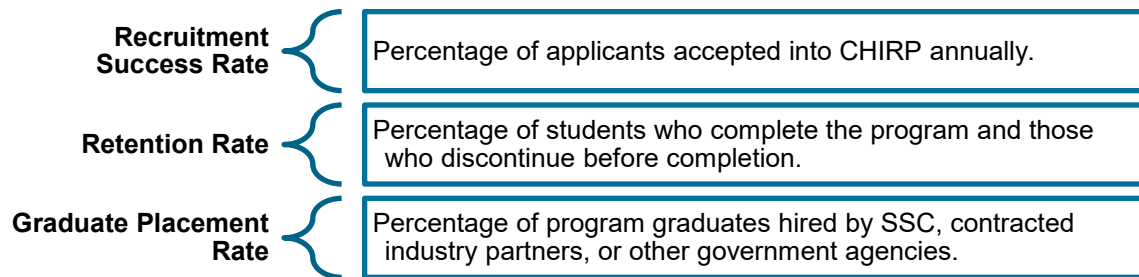 Recruitment
Success Rate
Percentage of applicants accepted into CHIRP annually.
Retention Rate
Percentage of students who complete the program and those
who discontinue before completion.
Graduate Placement
Rate
Percentage of program graduates hired by SSC, contracted
industry partners, or other government agencies.